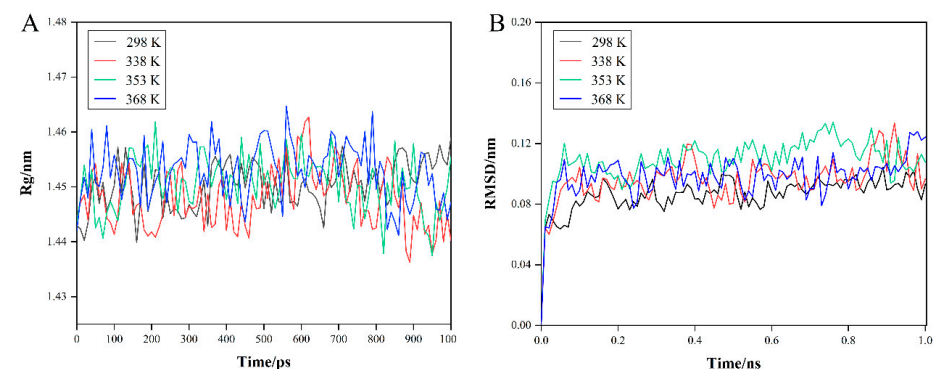 A
1.48
1.47
1.46
1.45
1.44
1.43
Rg/nm
298 K
338 K
353 K
368 K
0 100 200 300 400 500 600 700 800 900 100
Time/ps
B
0.20
0.16
0.12
0.08
0.04
0.00
RMSD/nm
298 K
338 K
353 K
368 K
0.0 0.2 0.4 0.6 0.8 1.0
Time/ns